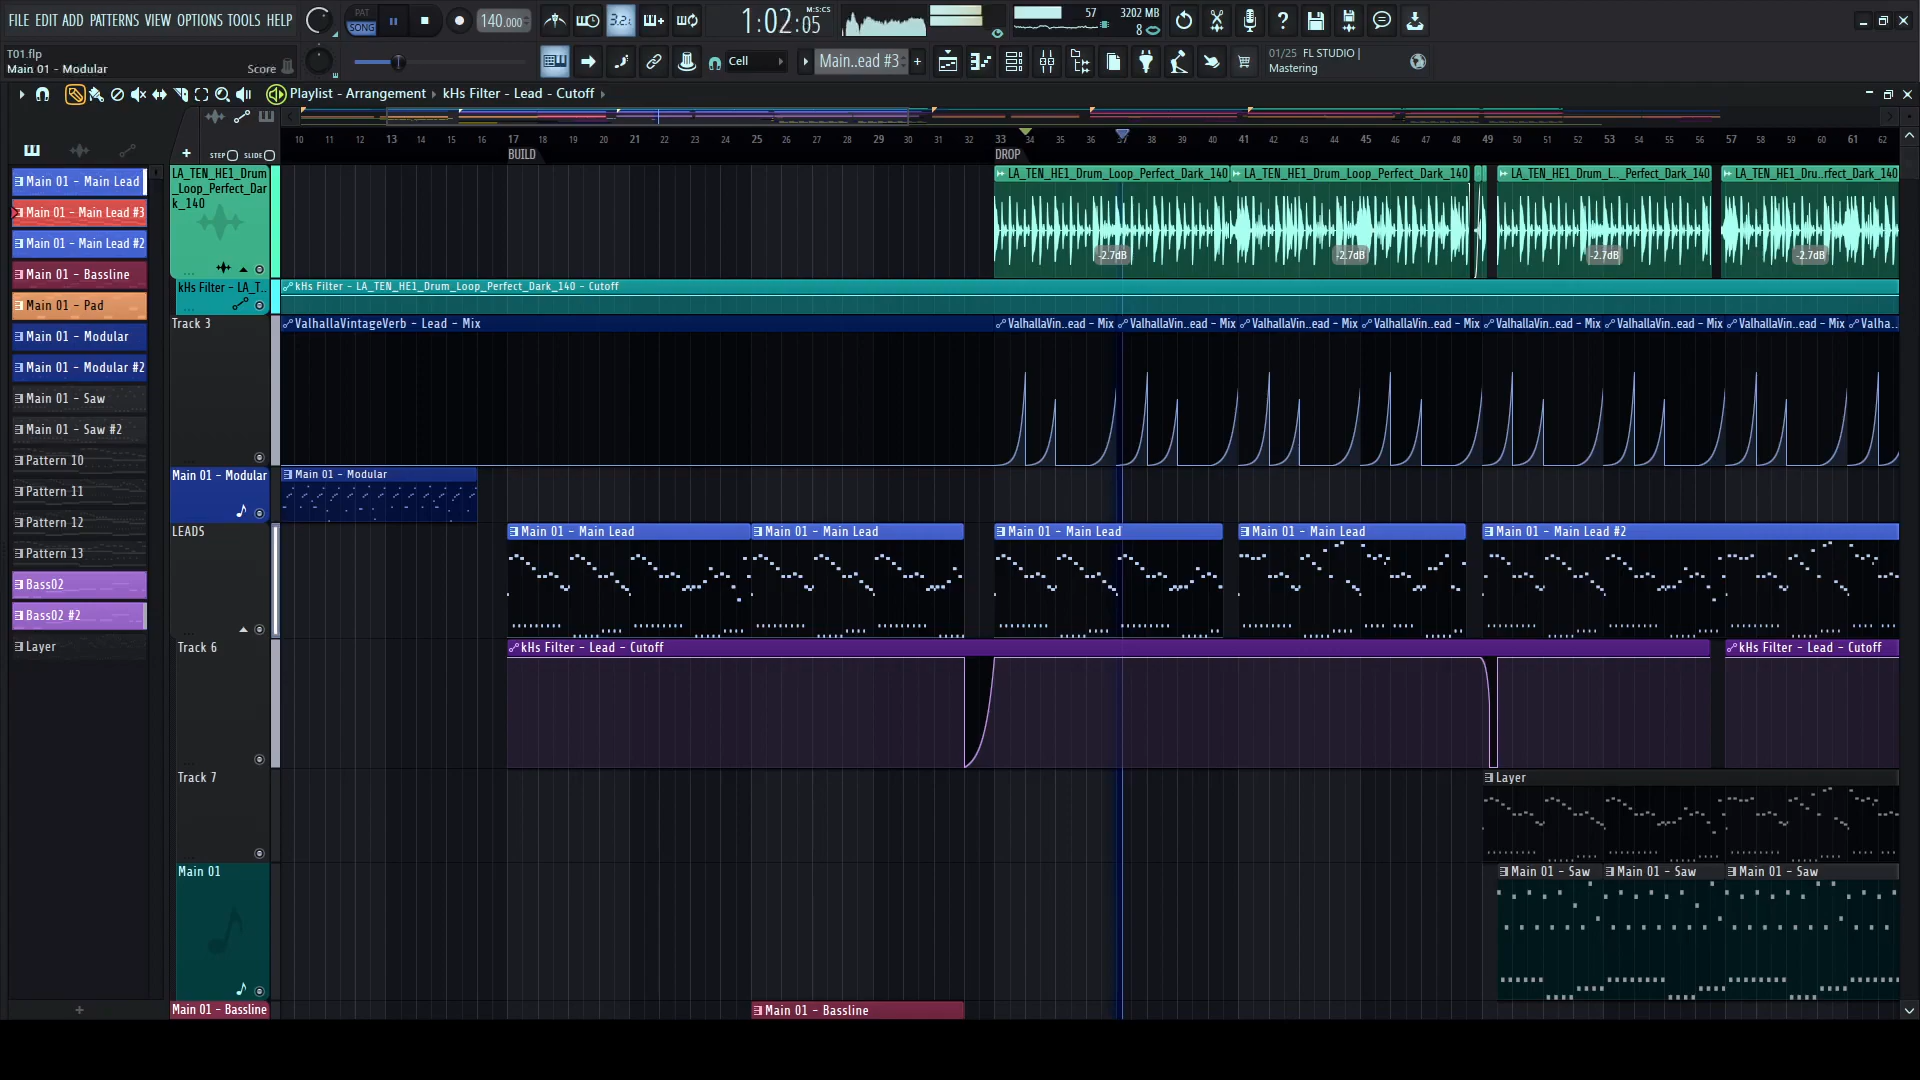 FILE EDIT ADD PATTERNS VIEW OPTIONS TOOLS HELP
PAT
SONG
140.000
3.2.
1:02:05
M:S:CS
57
3202 MB
8
T01.flp
Main 01 - Modular
Score
Cell
Main..ead #3
01/25 FL STUDIO |
Mastering
Playlist - Arrangement
kHs Filter - Lead - Cutoff
STEP SLIDE
10 12 13 14 15 16 17 18 19 20 21 22 23 24 25 26 27 28 29 30 31 32 33 34 35 36 37 38 39 40 41 42 43 44 45 46 47 48 49 50 51 52 53 54 55 56 57 58 59 60 61 62
BUILD
DROP
Main 01 - Main Lead
Main 01 - Main Lead #3
Main 01 - Main Lead #2
Main 01 - Bassline
Main 01 - Pad
Main 01 - Modular
Main 01 - Modular #2
Main 01 - Saw
Main 01 - Saw #2
Pattern 10
Pattern 11
Pattern 12
Pattern 13
Bass02
Bass02 #2
Layer
LA_TEN_HE1_Drum
_Loop_Perfect_Dar
k_140
LA_TEN_HE1_Drum_Loop_Perfect_Dark_140
LA_TEN_HE1_Drum_Loop_Perfect_Dark_140
LA_TEN_HE1_Drum_L.._Perfect_Dark_140
LA_TEN_HE1_Dru..rfect_Dark_140
-2.7dB
-2.7dB
-2.7dB
-2.7dB
kHs Filter - LA_T..
kHs Filter - LA_TEN_HE1_Drum_Loop_Perfect_Dark_140 - Cutoff
Track 3
ValhallaVintageVerb - Lead - Mix
ValhallaVin..ead - Mix
ValhallaVin..ead - Mix
ValhallaVin..ead - Mix
ValhallaVin..ead - Mix
ValhallaVin..ead - Mix
ValhallaVin..ead - Mix
ValhallaVin..ead - Mix
Valha..
Main 01 - Modular
Main 01 - Modular
LEADS
Main 01 - Main Lead
Main 01 - Main Lead
Main 01 - Main Lead
Main 01 - Main Lead
Main 01 - Main Lead #2
Track 6
kHs Filter - Lead - Cutoff
kHs Filter - Lead - Cutoff
Track 7
Layer
Main 01
Main 01 - Saw
Main 01 - Saw
Main 01 - Saw
Main 01 - Bassline
Main 01 - Bassline